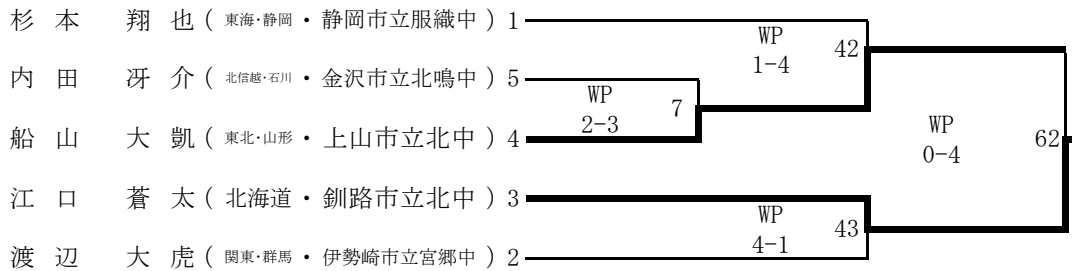 杉本 翔也 ( 東海・静岡 ・ 静岡市立服織中 ) 1
WP
1-4
42
内田 冴介 ( 北信越・石川 ・ 金沢市立北鳴中 ) 5
WP
2-3
7
船山 大凱 ( 東北・山形 ・ 上山市立北中 ) 4
WP
0-4
62
江口 蒼太 ( 北海道 ・ 釧路市立北中 ) 3
WP
4-1
43
渡辺 大虎 ( 関東・群馬 ・ 伊勢崎市立宮郷中 ) 2